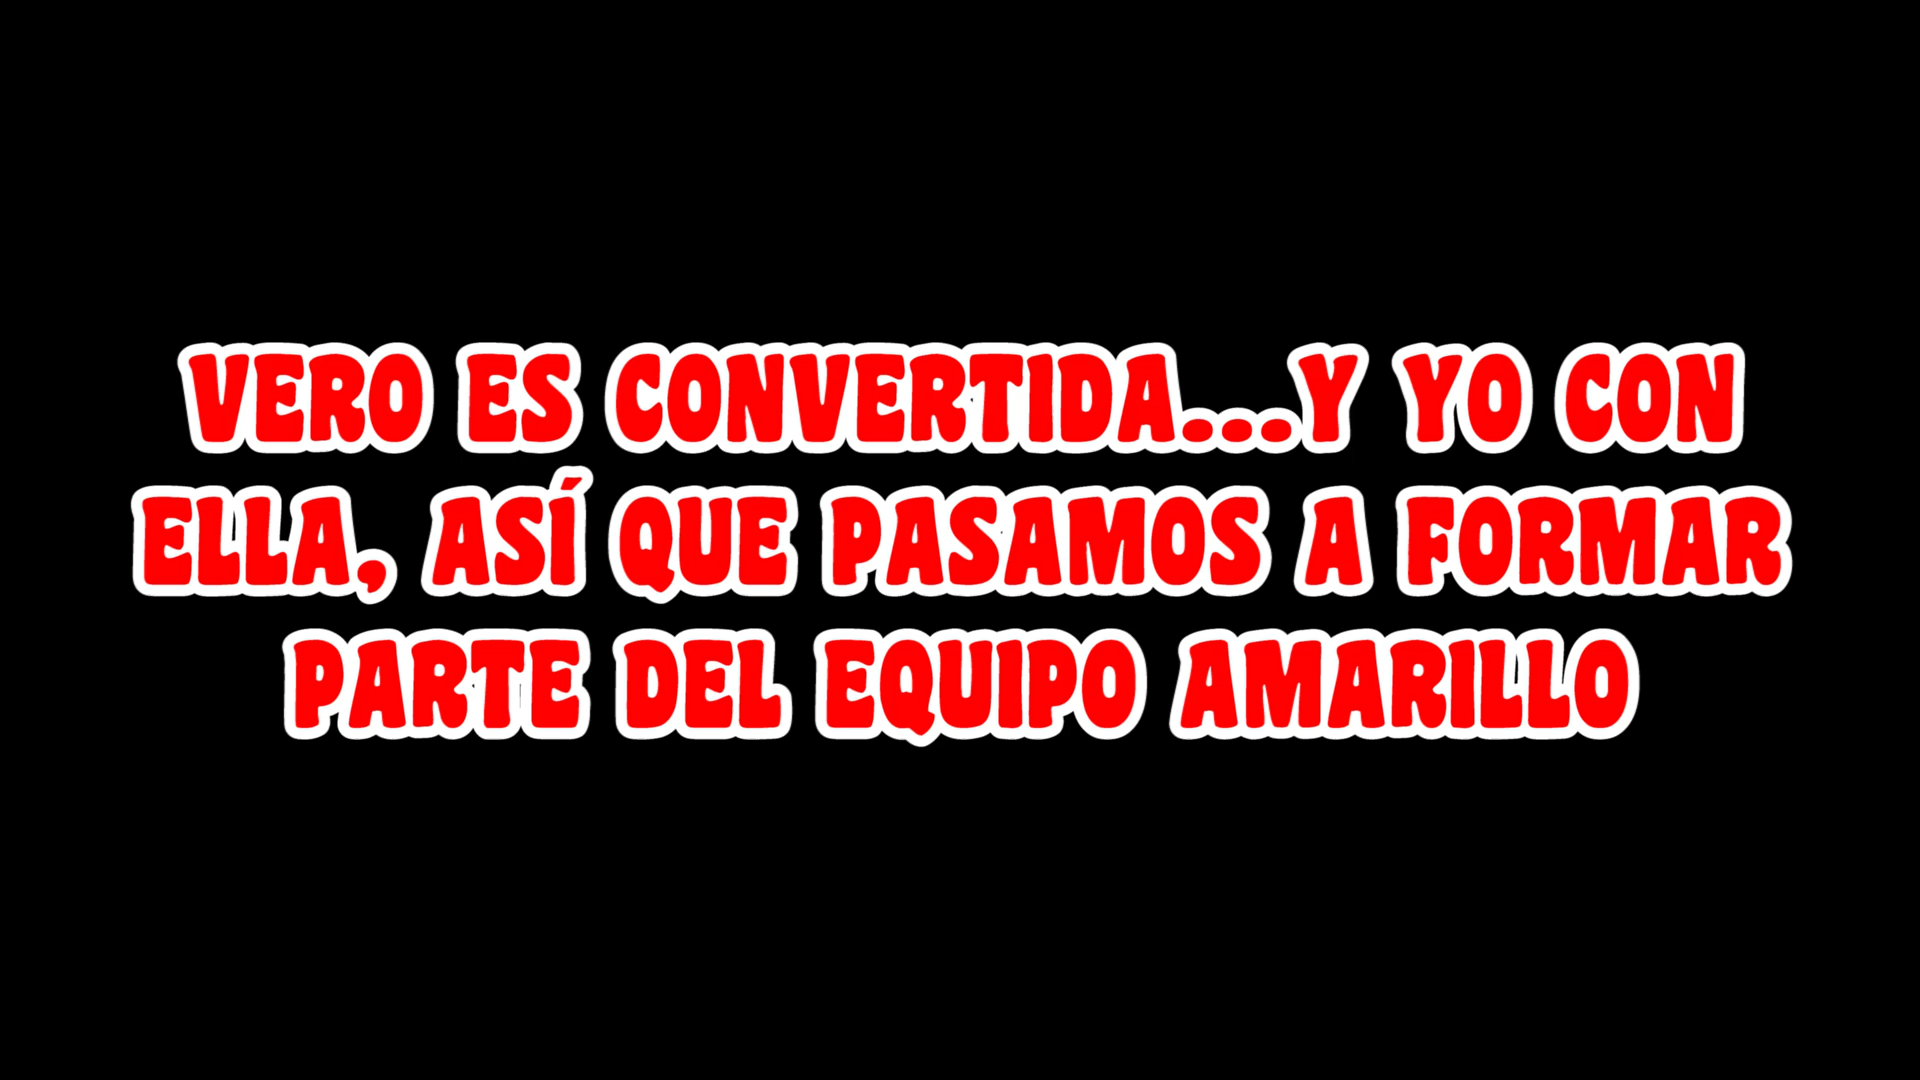 VERO ES CONVERTIDA...Y YO CON
ELLA, ASÍ QUE PASAMOS A FORMAR
PARTE DEL EQUIPO AMARILLO